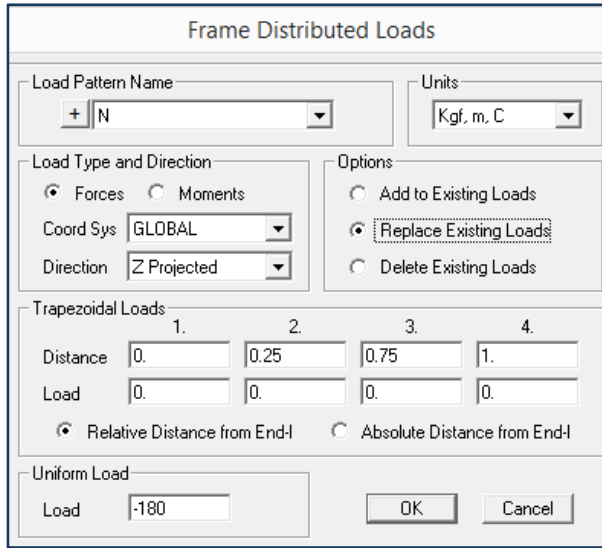 Frame Distributed Loads
Load Pattern Name
+ N
Units
Kgf, m, C
Load Type and Direction
Forces Moments
Coord Sys GLOBAL
Direction Z Projected
Options
Add to Existing Loads
Replace Existing Loads
Delete Existing Loads
Trapezoidal Loads
1. 2. 3. 4.
Distance 0. 0.25 0.75 1.
Load 0. 0. 0. 0.
Relative Distance from End-I Absolute Distance from End-I
Uniform Load
Load -180
OK Cancel